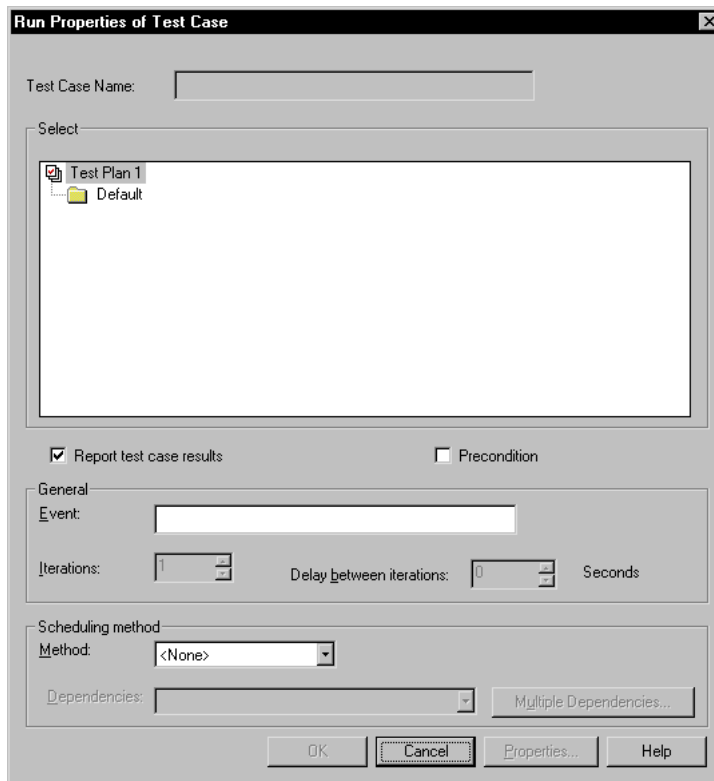 Run Properties of Test Case
Test Case Name:
Select
Test Plan 1
Default
Report test case results
Precondition
General
Event:
Iterations: 1 Delay between iterations: 0 Seconds
Scheduling method
Method: <None>
Dependencies: Multiple Dependencies...
OK Cancel Properties... Help